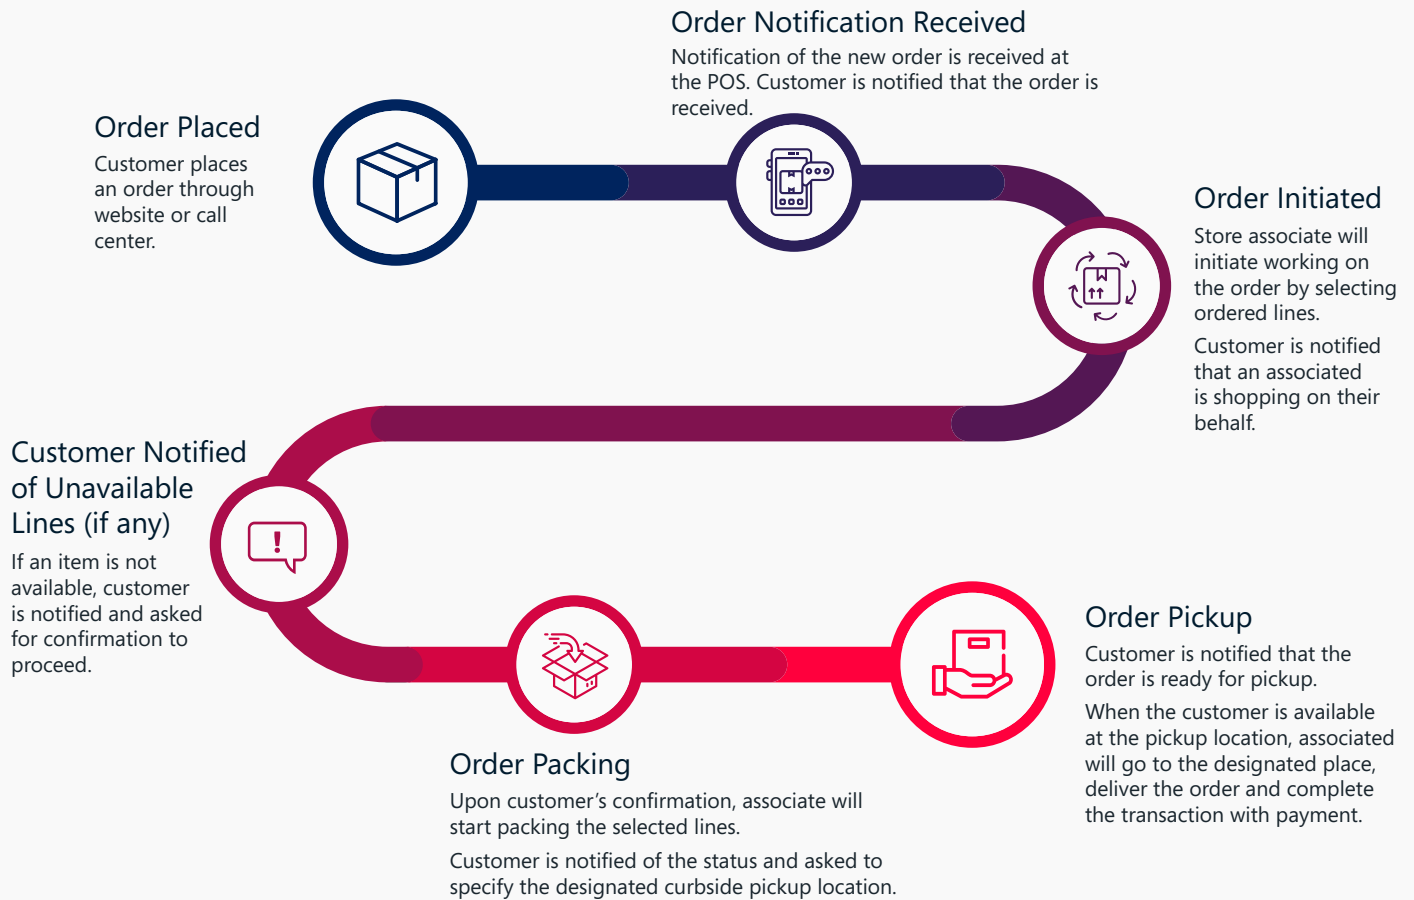 Order Placed
Customer places
an order through
website or call
center.
Order Notification Received
Notification of the new order is received at
the POS. Customer is notified that the order is
received.
Order Initiated
Store associate will
initiate working on
the order by selecting
ordered lines.
Customer is notified
that an associated
is shopping on their
behalf.
Customer Notified
of Unavailable
Lines (if any)
If an item is not
available, customer
is notified and asked
for confirmation to
proceed.
Order Packing
Upon customer’s confirmation, associate will
start packing the selected lines.
Customer is notified of the status and asked to
specify the designated curbside pickup location.
Order Pickup
Customer is notified that the
order is ready for pickup.
When the customer is available
at the pickup location, associated
will go to the designated place,
deliver the order and complete
the transaction with payment.